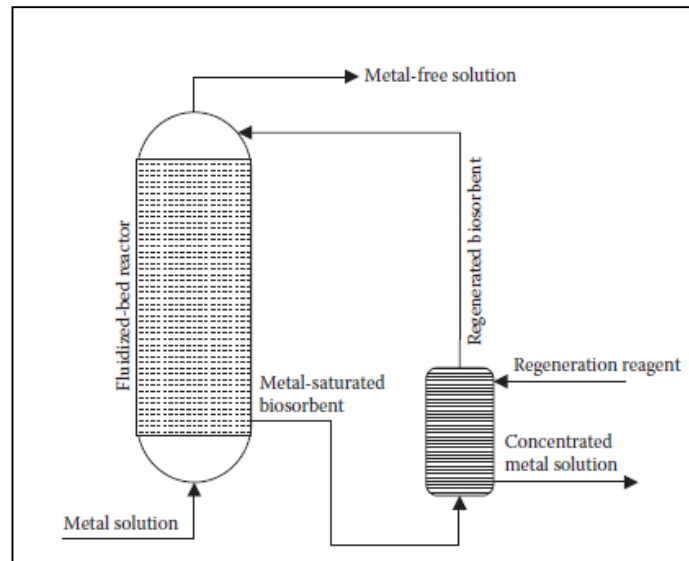 Metal-free solution
Fluidized-bed reactor
Regenerated biosorbent
Regeneration reagent
Metal-saturated
biosorbent
Concentrated
metal solution
Metal solution